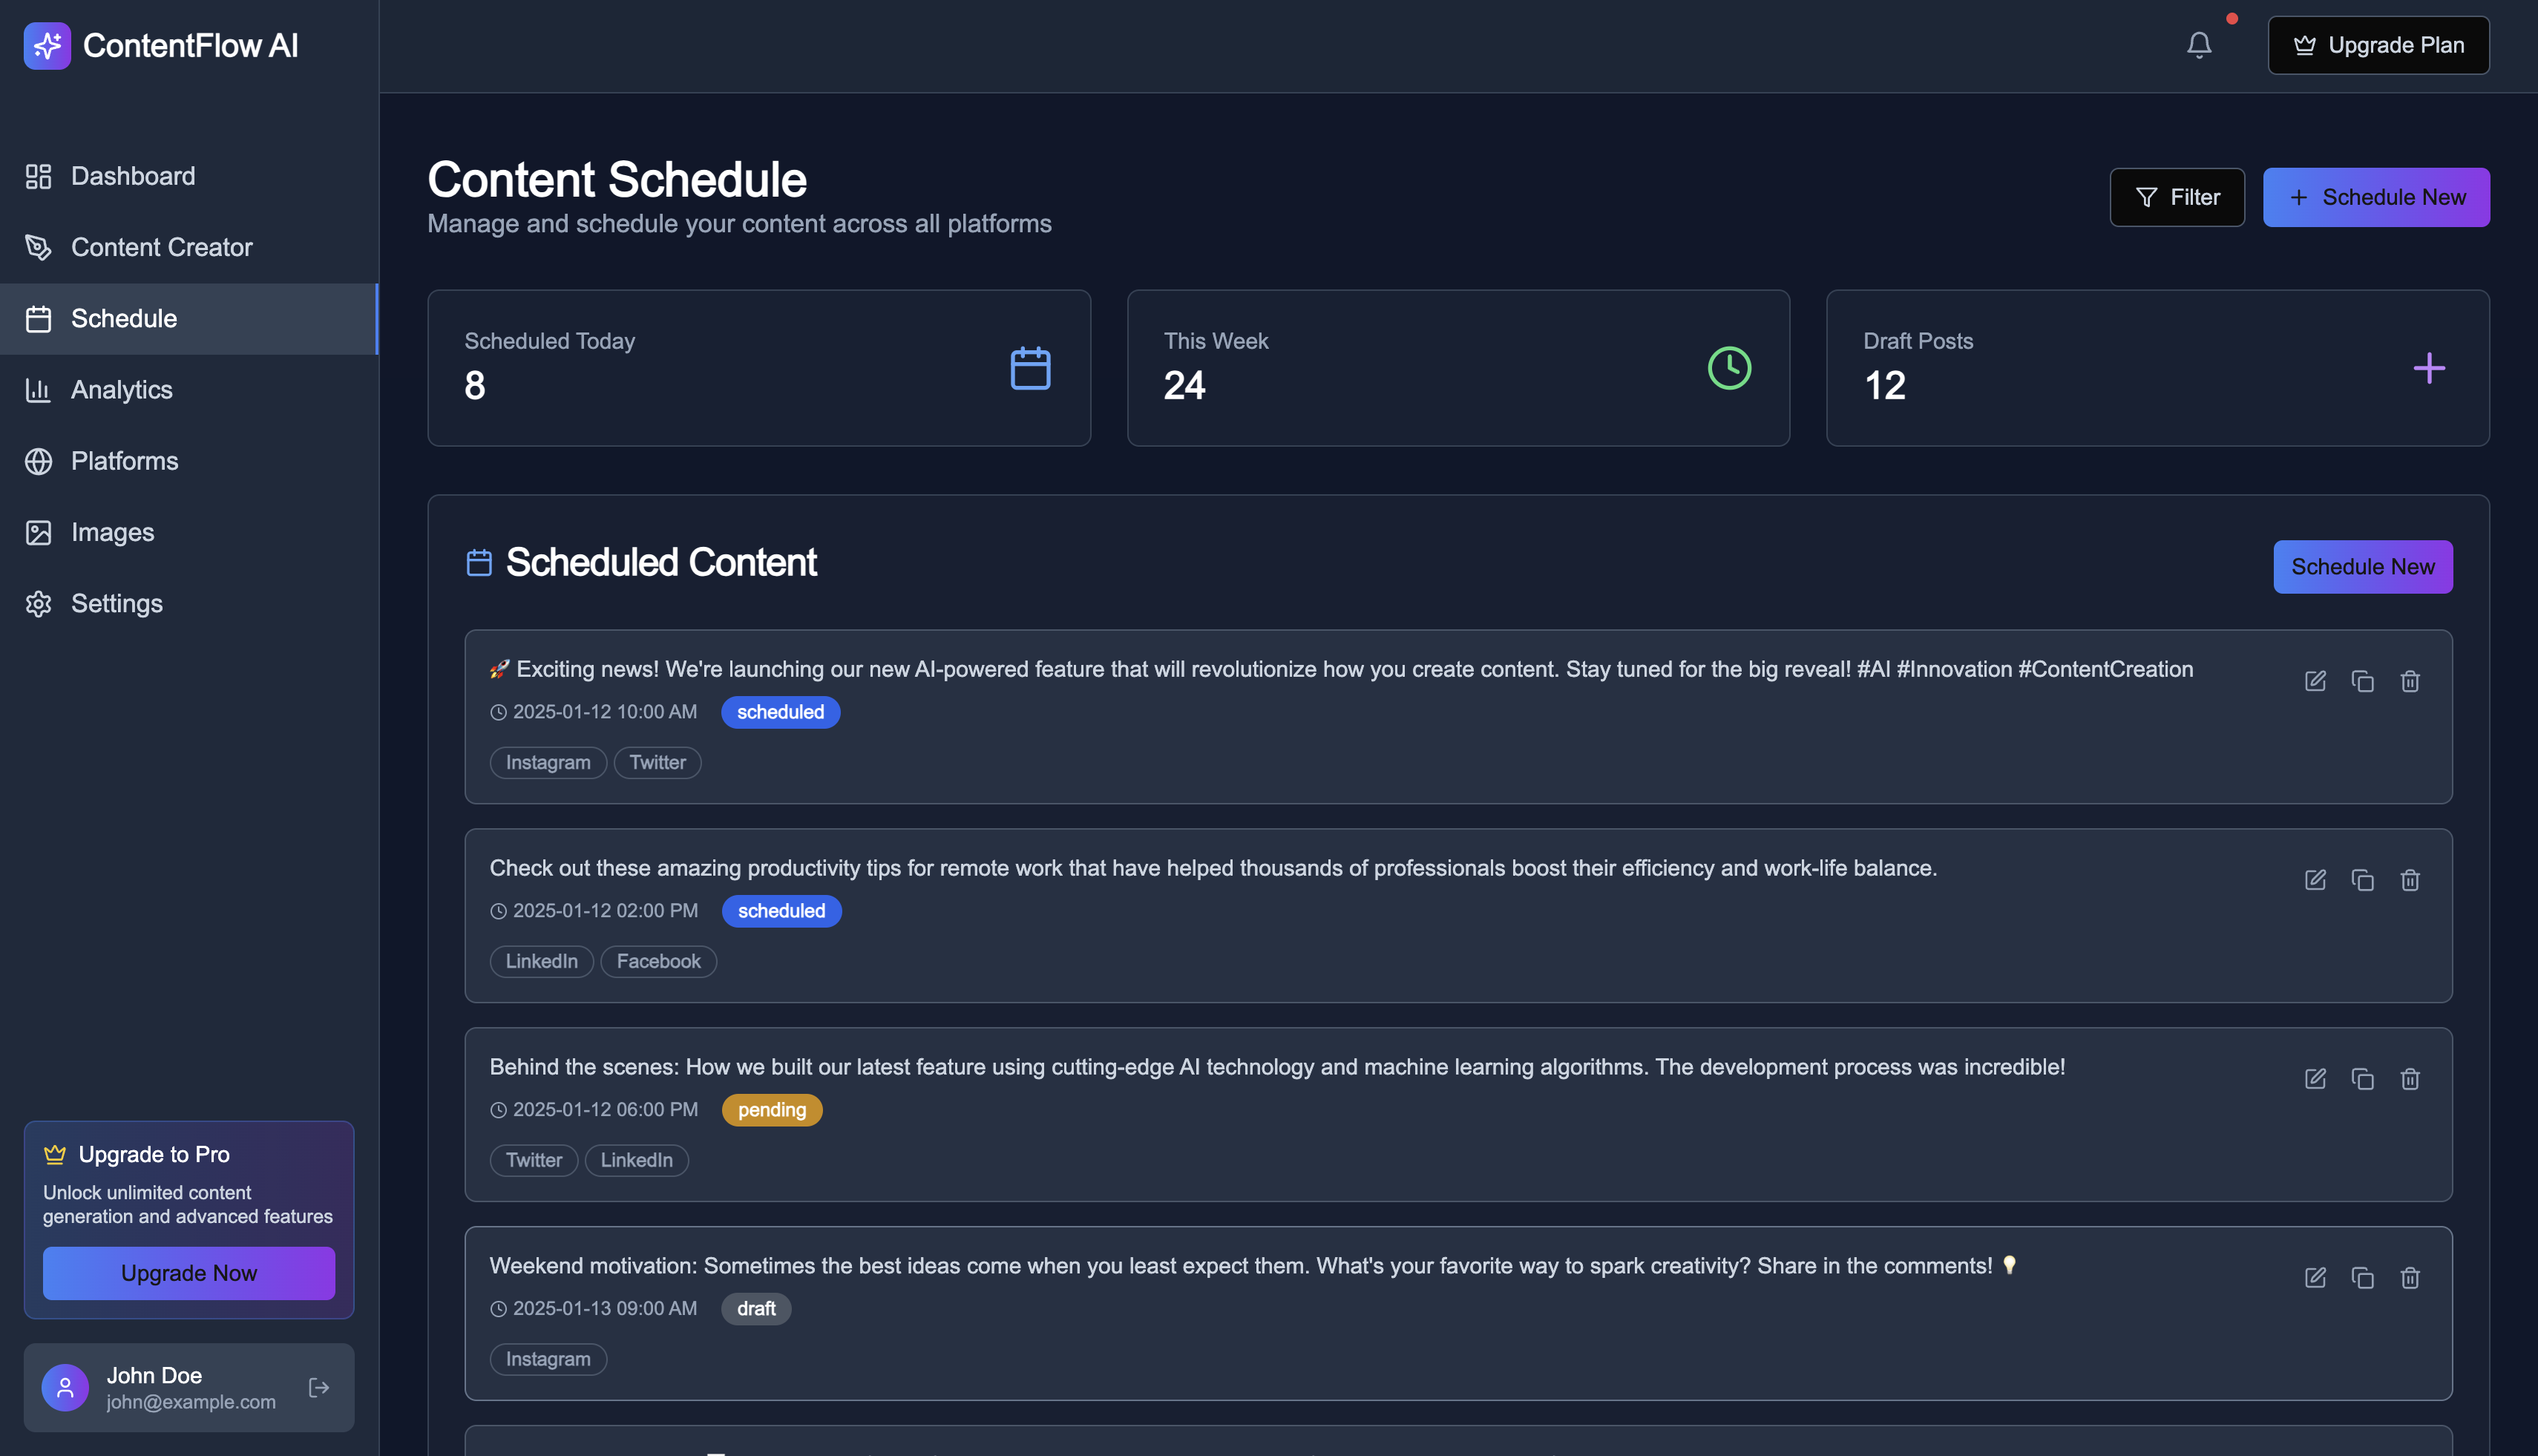 ContentFlow AI
Upgrade Plan
Dashboard
Content Creator
Schedule
Analytics
Platforms
Images
Settings
Upgrade to Pro
Unlock unlimited content
generation and advanced features
Upgrade Now
John Doe
john@example.com
Content Schedule
Manage and schedule your content across all platforms
Filter
+ Schedule New
Scheduled Today
8
This Week
24
Draft Posts
12
Scheduled Content
Schedule New
🚀 Exciting news! We're launching our new AI-powered feature that will revolutionize how you create content. Stay tuned for the big reveal! #AI #Innovation #ContentCreation
2025-01-12 10:00 AM scheduled
Instagram Twitter
Check out these amazing productivity tips for remote work that have helped thousands of professionals boost their efficiency and work-life balance.
2025-01-12 02:00 PM scheduled
LinkedIn Facebook
Behind the scenes: How we built our latest feature using cutting-edge AI technology and machine learning algorithms. The development process was incredible!
2025-01-12 06:00 PM pending
Twitter LinkedIn
Weekend motivation: Sometimes the best ideas come when you least expect them. What's your favorite way to spark creativity? Share in the comments! 💡
2025-01-13 09:00 AM draft
Instagram